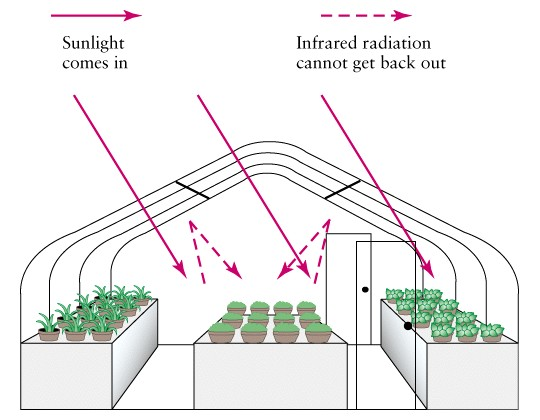 Sunlight
comes in
Infrared radiation
cannot get back out